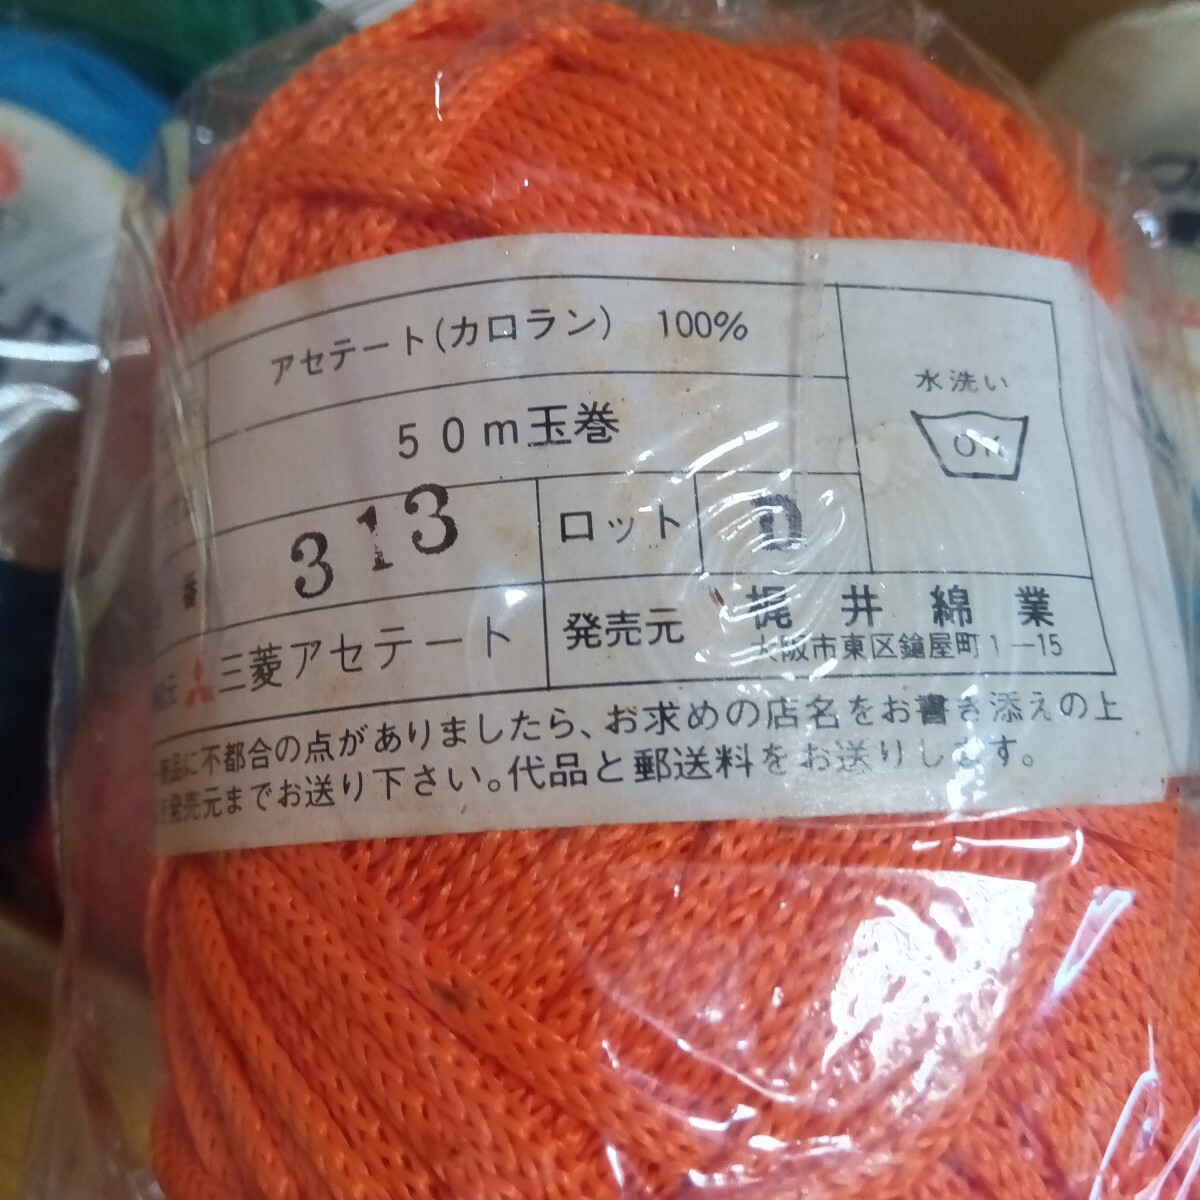 アセテート(カロラン) 100%
50m玉巻
水洗い
OK
番 313 ロット D
三菱アセテート
発売元 梶井綿業
大阪市東区鎗屋町1-15
品に不都合の点がありましたら、お求めの店名をお書き添えの上
発売元までお送り下さい。代品と郵送料をお送りします。